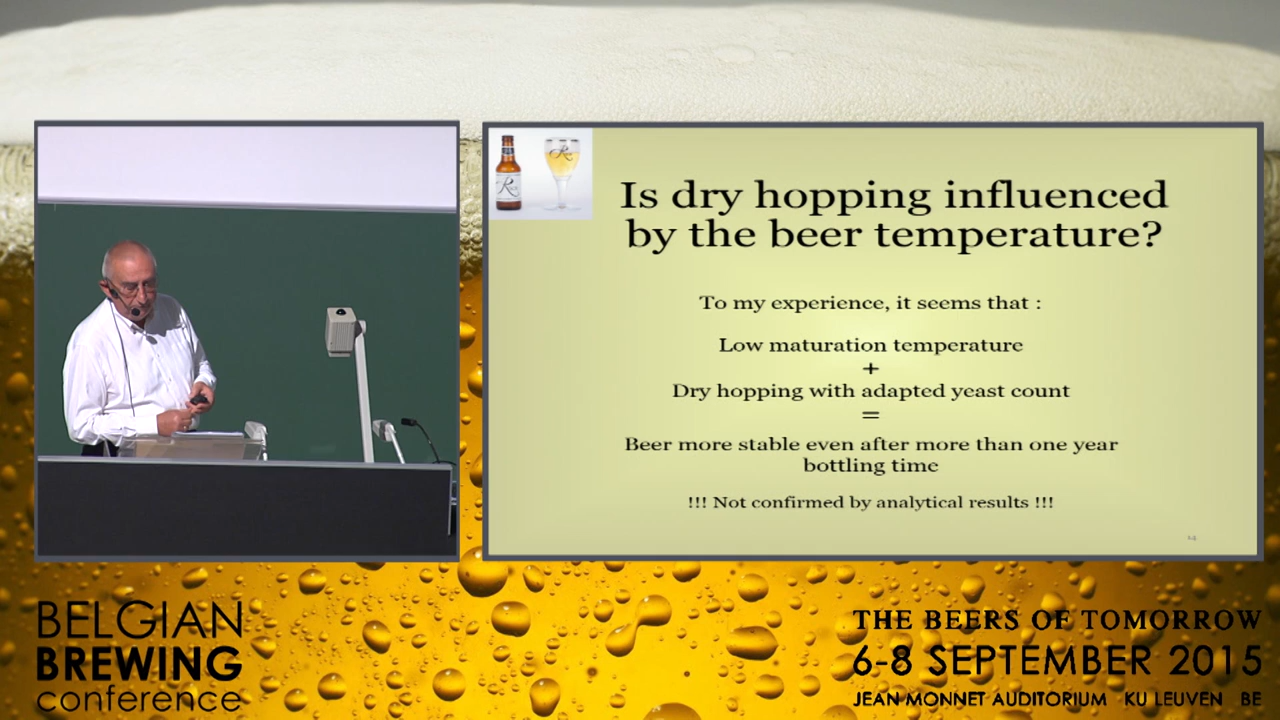 Is dry hopping influenced
by the beer temperature?
To my experience, it seems that :
Low maturation temperature
+
Dry hopping with adapted yeast count
=
Beer more stable even after more than one year
bottling time
!!! Not confirmed by analytical results !!!
BELGIAN
BREWING
conference
THE BEERS OF TOMORROW
6-8 SEPTEMBER 2015
JEAN MONNET AUDITORIUM KU LEUVEN BE